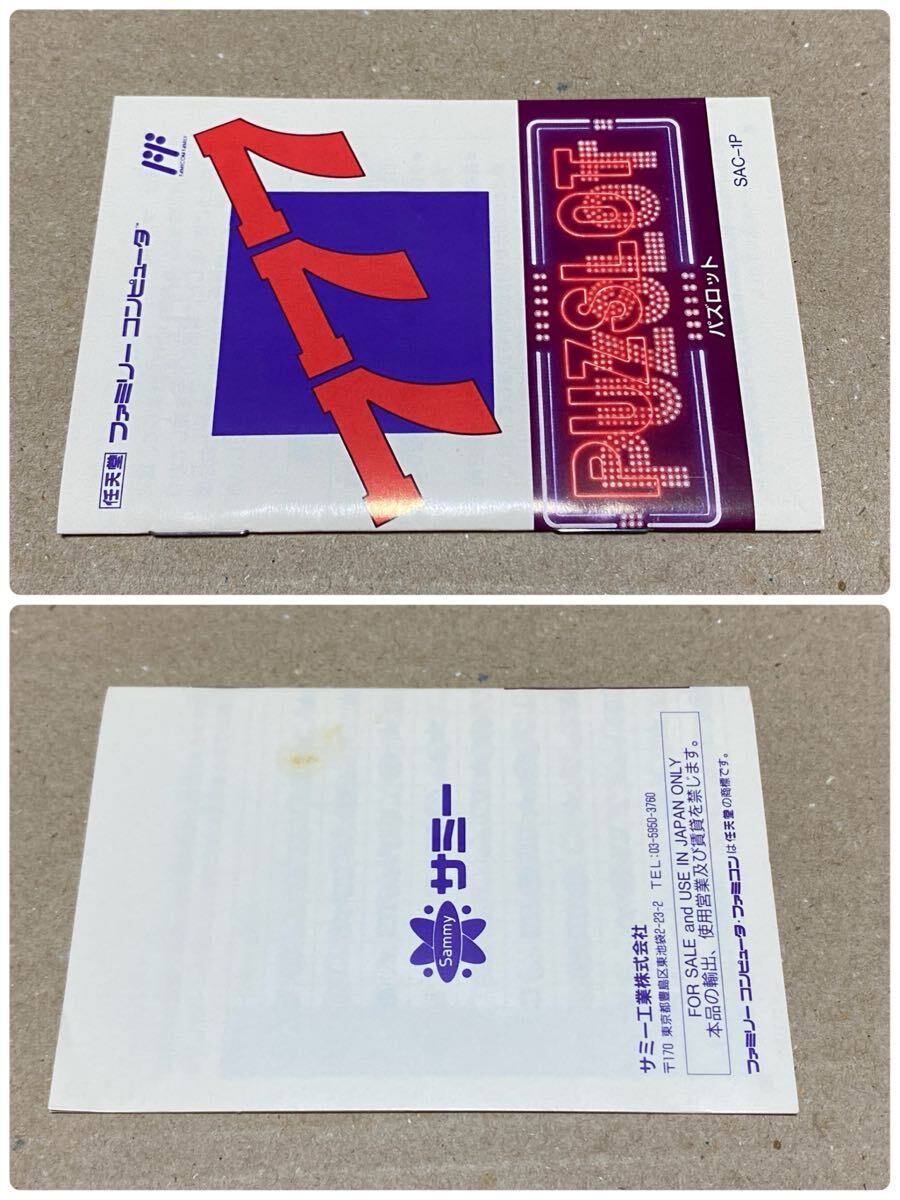 任天堂 ファミリー コンピュータ™
FAMICOM FAMILY
777
PUZSLOT
パズロット
SAC-1P
Sammy サミー
サミー工業株式会社
〒170 東京都豊島区東池袋2-23-2 TEL:03-5950-3760
FOR SALE and USE IN JAPAN ONLY
本品の輸出、使用営業及び賃貸を禁じます。
ファミリー コンピュータ・ファミコンは任天堂の商標です。